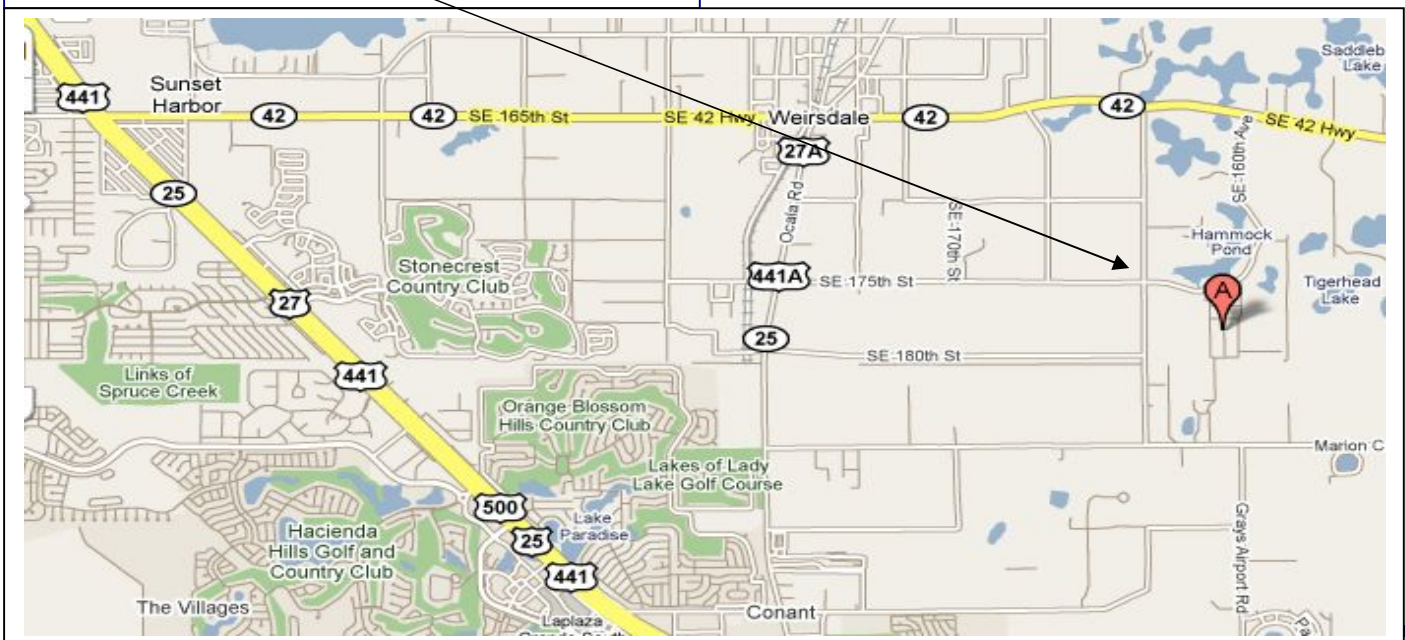 Saddleb
Lake
Sunset
Harbor
441
42
42
SE 165th St
SE 42 Hwy
Weirsdale
42
42
SE 42 Hwy
27A
SE 160th Ave
25
Ocala Rd
SE 170th St
Hammock
Pond
Stonecrest
Country Club
441A
SE 175th St
A
Tigerhead
Lake
27
25
SE 180th St
441
Links of
Spruce Creek
Orange Blossom
Hills Country Club
Marion C
Lakes of Lady
Lake Golf Course
500
Lake
Paradise
Grays Airport Rd
Hacienda
Hills Golf and
Country Club
25
441
The Villages
Conant
Laplaza
Grande South
Pa